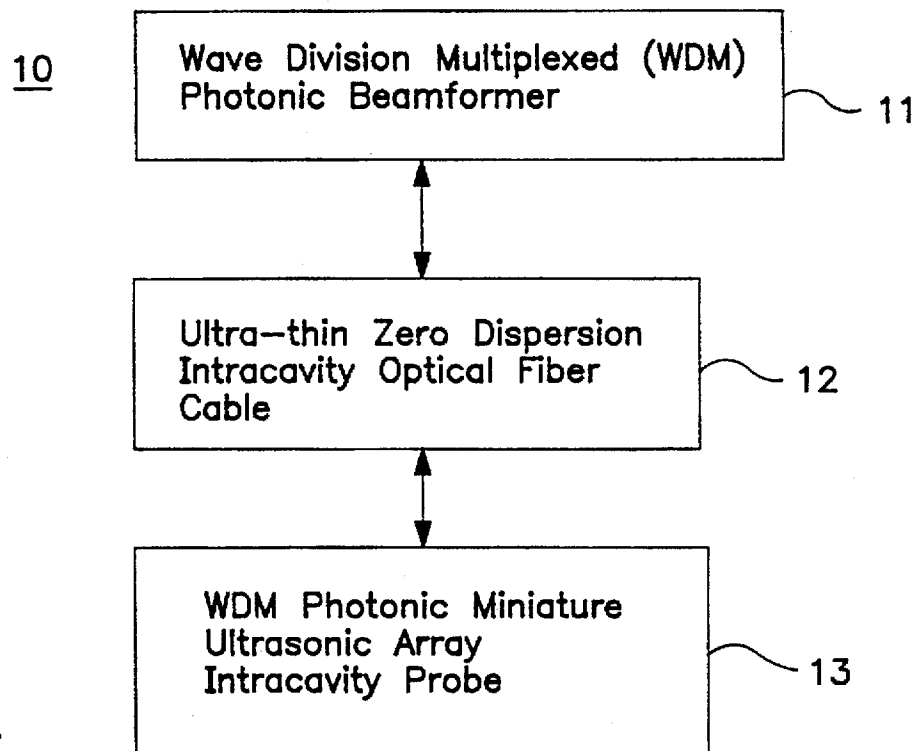 10
Wave Division Multiplexed (WDM)
Photonic Beamformer
11
Ultra-thin Zero Dispersion
Intracavity Optical Fiber
Cable
12
WDM Photonic Miniature
Ultrasonic Array
Intracavity Probe
13